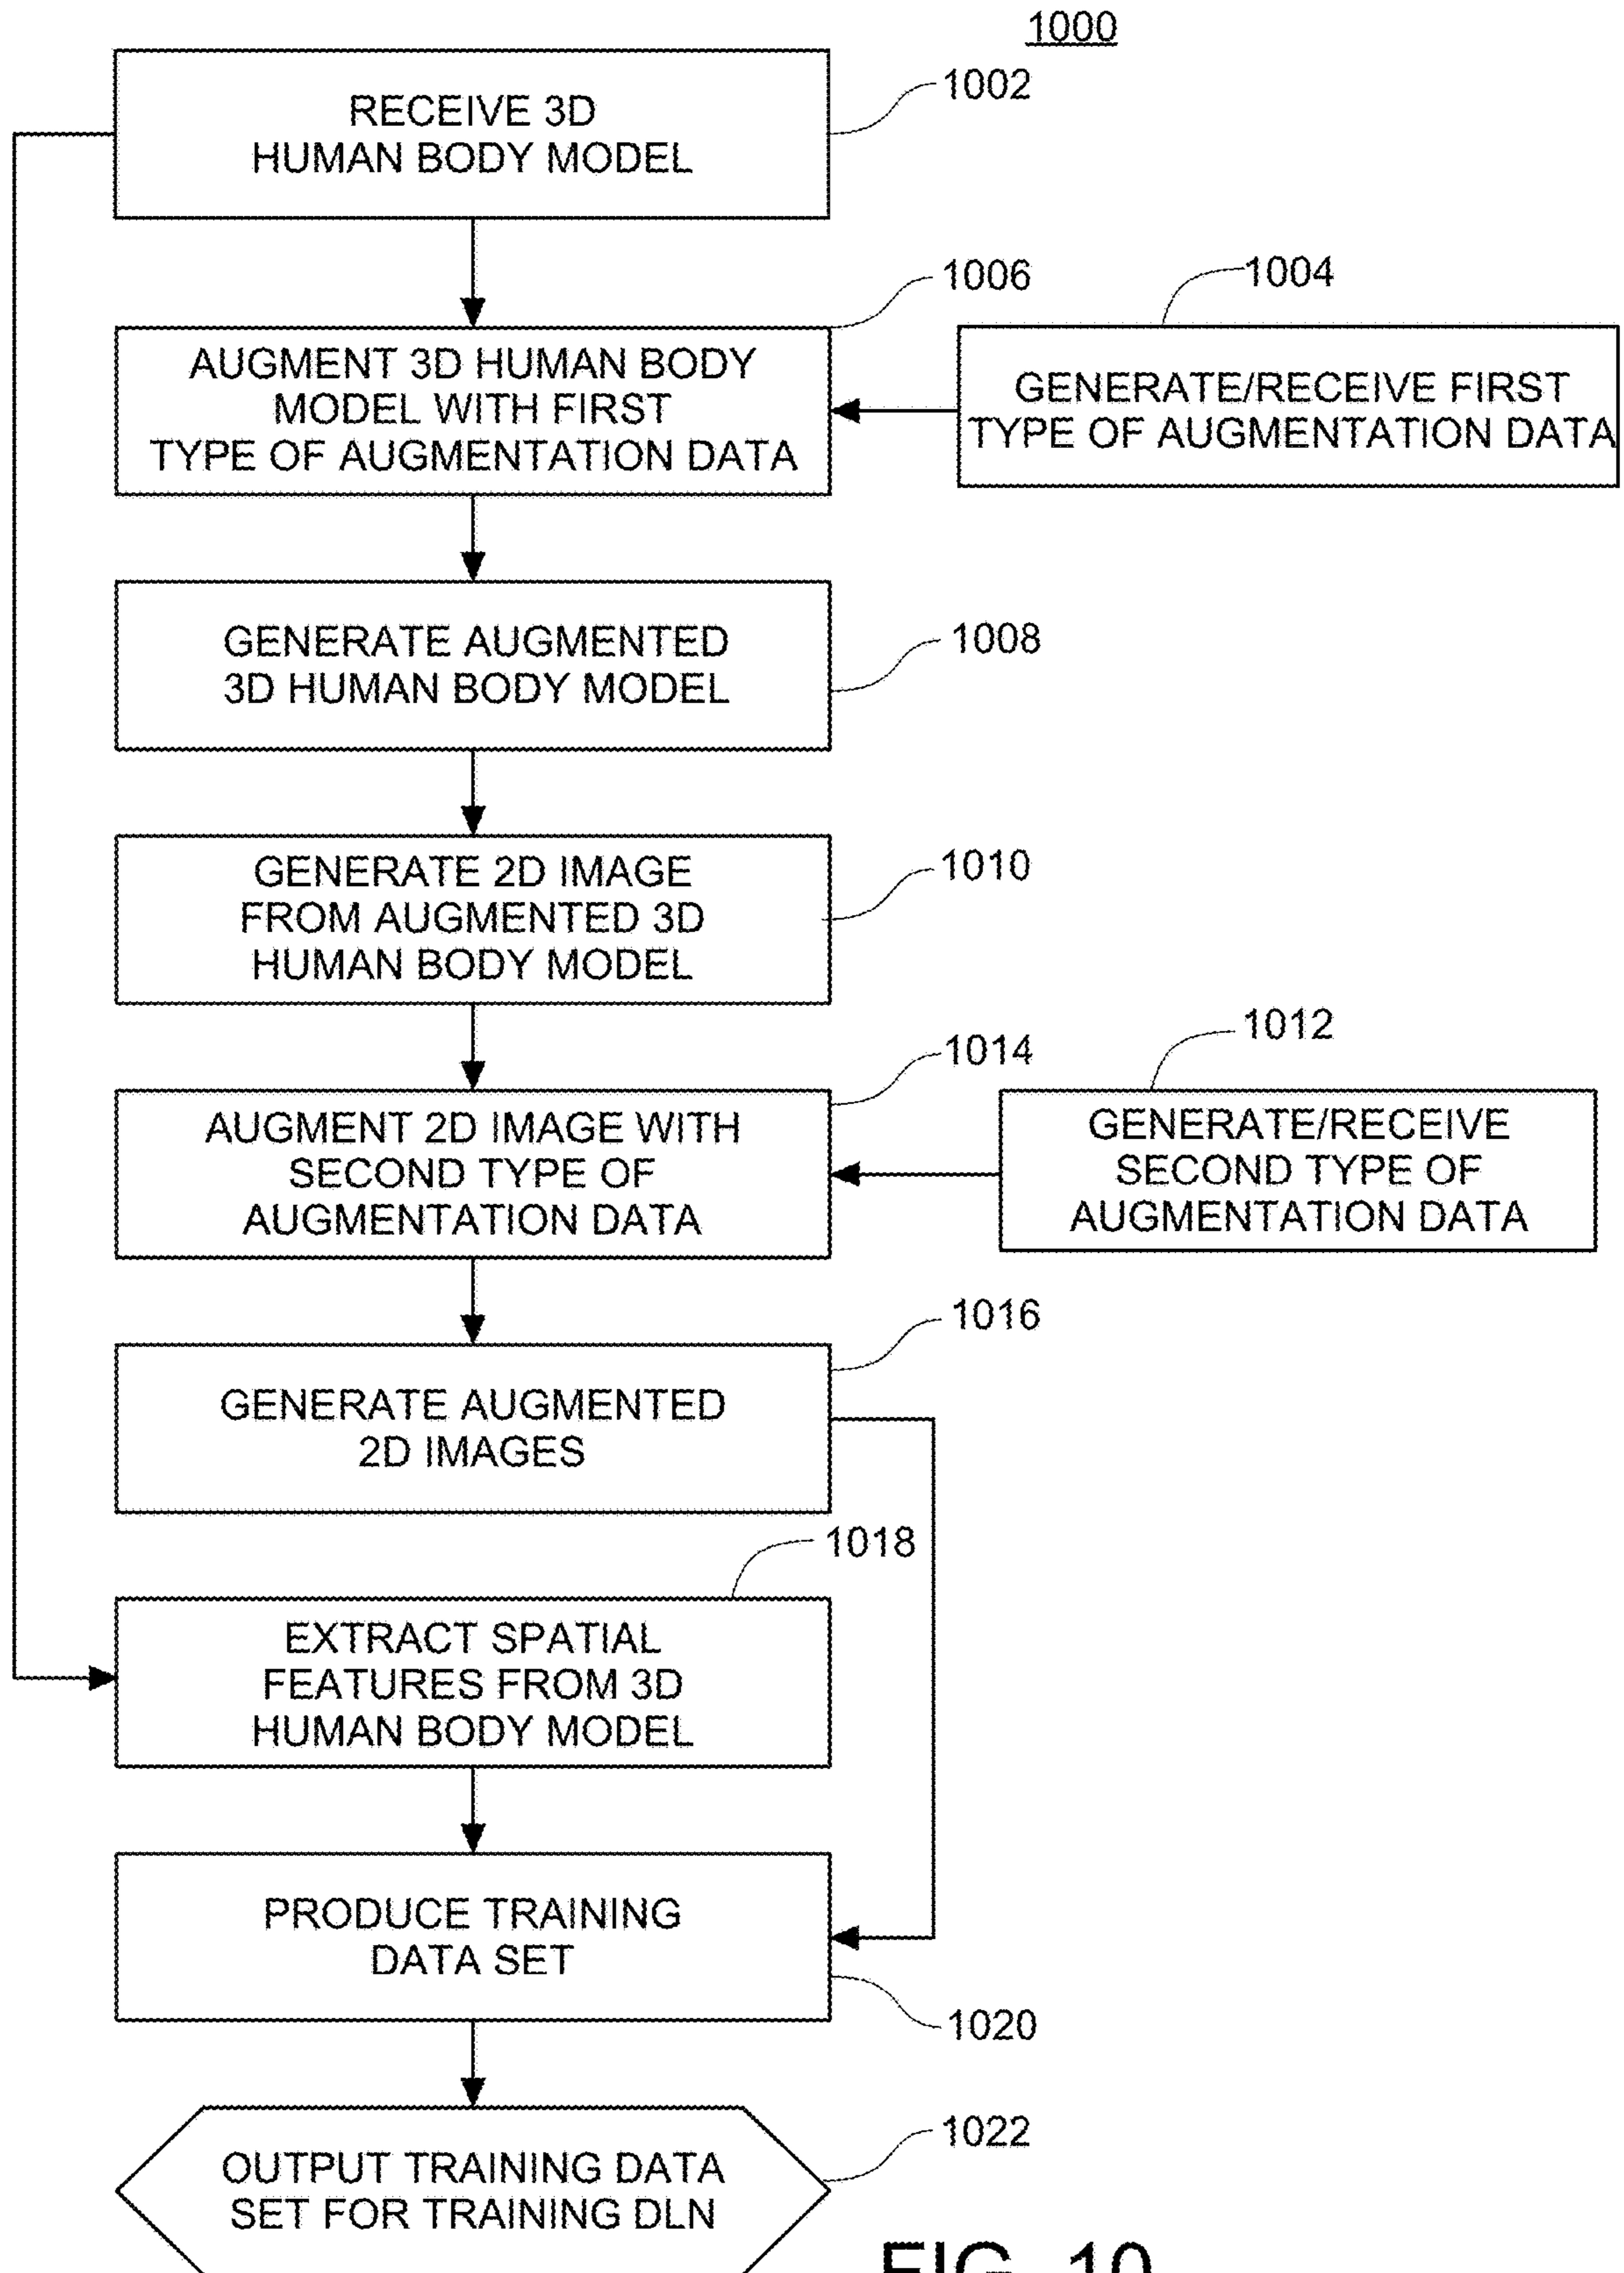 1000
RECEIVE 3D
HUMAN BODY MODEL
1002
1006
1004
AUGMENT 3D HUMAN BODY
MODEL WITH FIRST
TYPE OF AUGMENTATION DATA
GENERATE/RECEIVE FIRST
TYPE OF AUGMENTATION DATA
GENERATE AUGMENTED
3D HUMAN BODY MODEL
1008
GENERATE 2D IMAGE
FROM AUGMENTED 3D
HUMAN BODY MODEL
1010
1014
1012
AUGMENT 2D IMAGE WITH
SECOND TYPE OF
AUGMENTATION DATA
GENERATE/RECEIVE
SECOND TYPE OF
AUGMENTATION DATA
1016
GENERATE AUGMENTED
2D IMAGES
1018
EXTRACT SPATIAL
FEATURES FROM 3D
HUMAN BODY MODEL
PRODUCE TRAINING
DATA SET
1020
1022
OUTPUT TRAINING DATA
SET FOR TRAINING DLN
FIG. 10